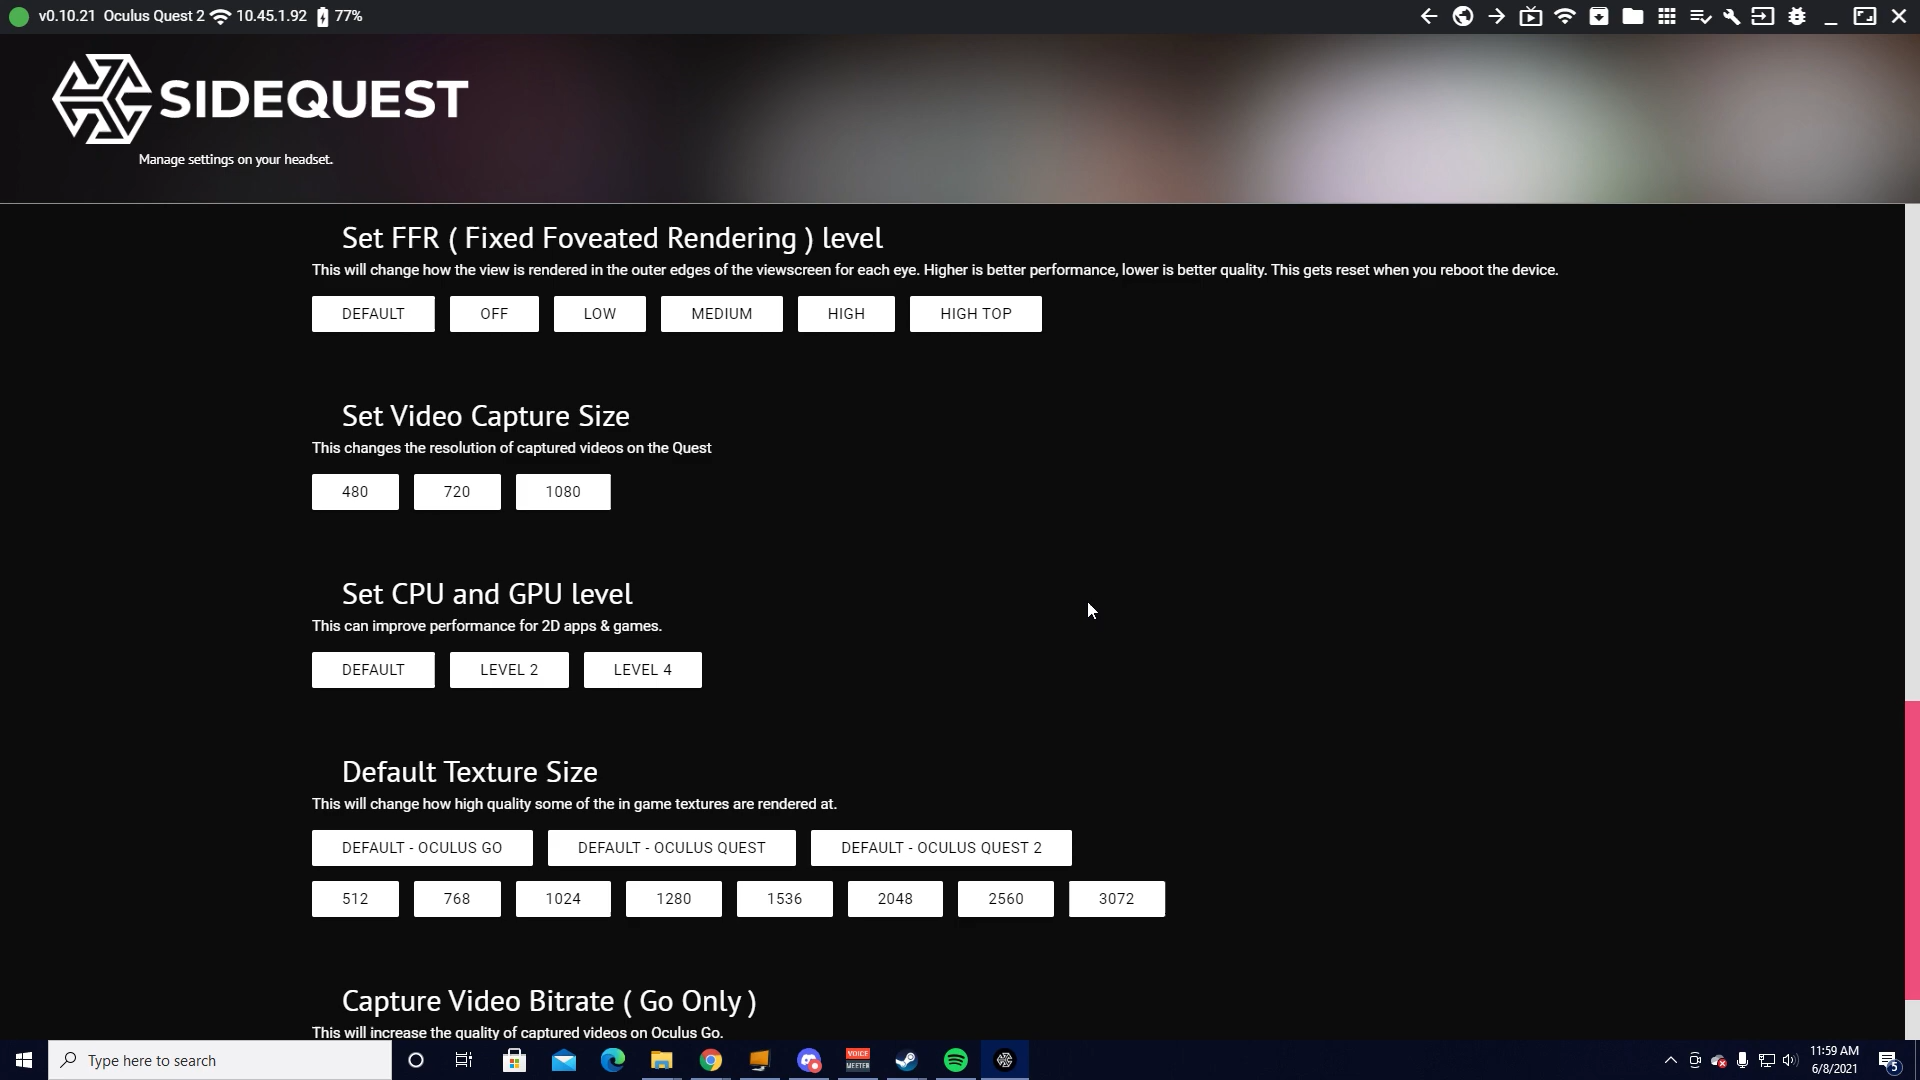 v0.10.21 Oculus Quest 2 10.45.1.92 77%
SIDEQUEST
Manage settings on your headset.
Set FFR ( Fixed Foveated Rendering ) level
This will change how the view is rendered in the outer edges of the viewscreen for each eye. Higher is better performance, lower is better quality. This gets reset when you reboot the device.
DEFAULT OFF LOW MEDIUM HIGH HIGH TOP
Set Video Capture Size
This changes the resolution of captured videos on the Quest
480 720 1080
Set CPU and GPU level
This can improve performance for 2D apps & games.
DEFAULT LEVEL 2 LEVEL 4
Default Texture Size
This will change how high quality some of the in game textures are rendered at.
DEFAULT - OCULUS GO DEFAULT - OCULUS QUEST DEFAULT - OCULUS QUEST 2
512 768 1024 1280 1536 2048 2560 3072
Capture Video Bitrate ( Go Only )
This will increase the quality of captured videos on Oculus Go.
Type here to search
VOICE
MEETER
11:59 AM
6/8/2021
5